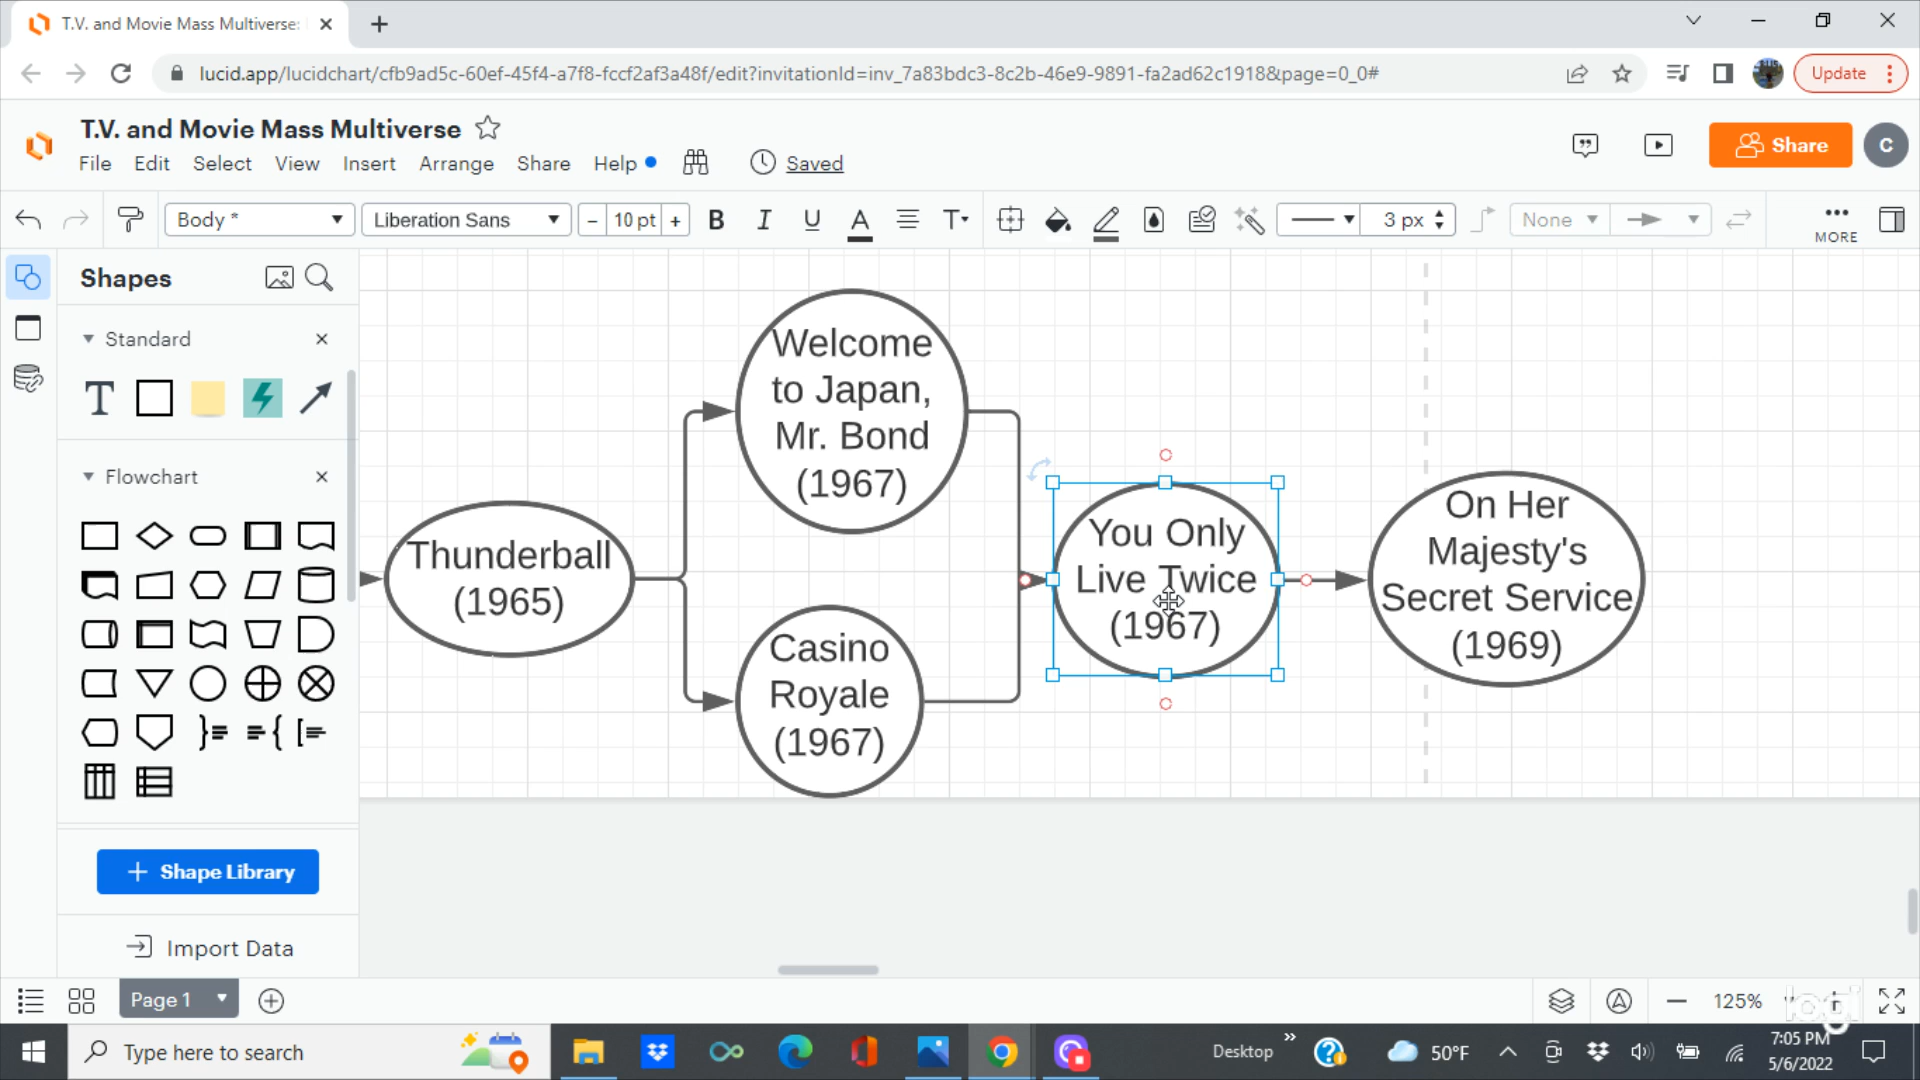 T.V. and Movie Mass Multiverse:
lucid.app/lucidchart/cfb9ad5c-60ef-45f4-a7f8-fccf2af3a48f/edit?invitationId=inv_7a83bdc3-8c2b-46e9-9891-fa2ad62c1918&page=0_0#
Update
T.V. and Movie Mass Multiverse
File Edit Select View Insert Arrange Share Help Saved
Share
C
Body *
Liberation Sans
− 10 pt +
B I U A T
3 px
None
MORE
Shapes
Standard
T
Flowchart
Shape Library
Import Data
Thunderball
(1965)
Welcome
to Japan,
Mr. Bond
(1967)
Casino
Royale
(1967)
You Only
Live Twice
(1967)
On Her
Majesty's
Secret Service
(1969)
Page 1
125%
logi
Type here to search
Desktop
50°F
7:05 PM
5/6/2022